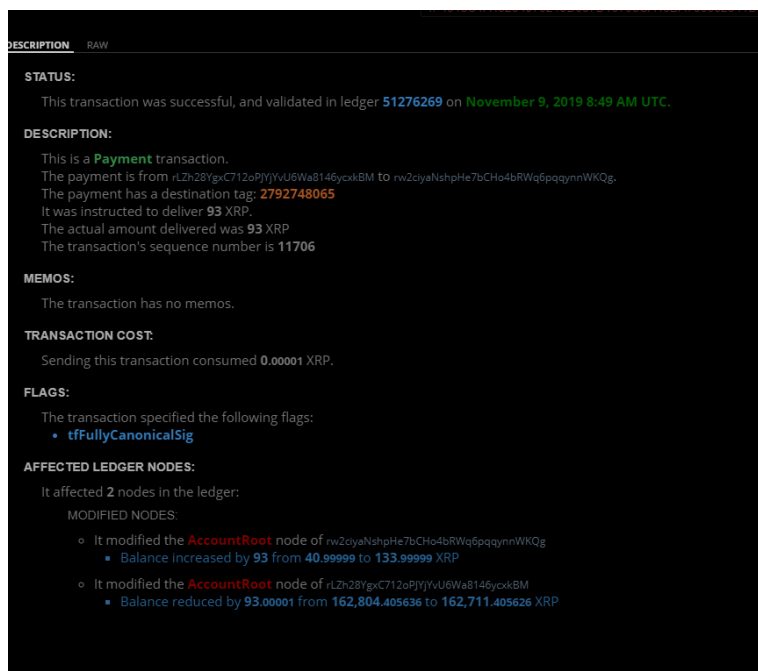 DESCRIPTION RAW
STATUS:
This transaction was successful, and validated in ledger 51276269 on November 9, 2019 8:49 AM UTC.
DESCRIPTION:
This is a Payment transaction.
The payment is from rLZh28YgxC712oPJYjYvU6Wa8146ycxkBM to rw2ciyaNshpHe7bCHo4bRWq6pqqynnWKQg.
The payment has a destination tag: 2792748065
It was instructed to deliver 93 XRP.
The actual amount delivered was 93 XRP
The transaction's sequence number is 11706
MEMOS:
The transaction has no memos.
TRANSACTION COST:
Sending this transaction consumed 0.00001 XRP.
FLAGS:
The transaction specified the following flags:
• tfFullyCanonicalSig
AFFECTED LEDGER NODES:
It affected 2 nodes in the ledger:
MODIFIED NODES:
It modified the AccountRoot node of rw2ciyaNshpHe7bCHo4bRWq6pqqynnWKQg
Balance increased by 93 from 40.99999 to 133.99999 XRP
It modified the AccountRoot node of rLZh28YgxC712oPJYjYvU6Wa8146ycxkBM
Balance reduced by 93.00001 from 162,804.405636 to 162,711.405626 XRP